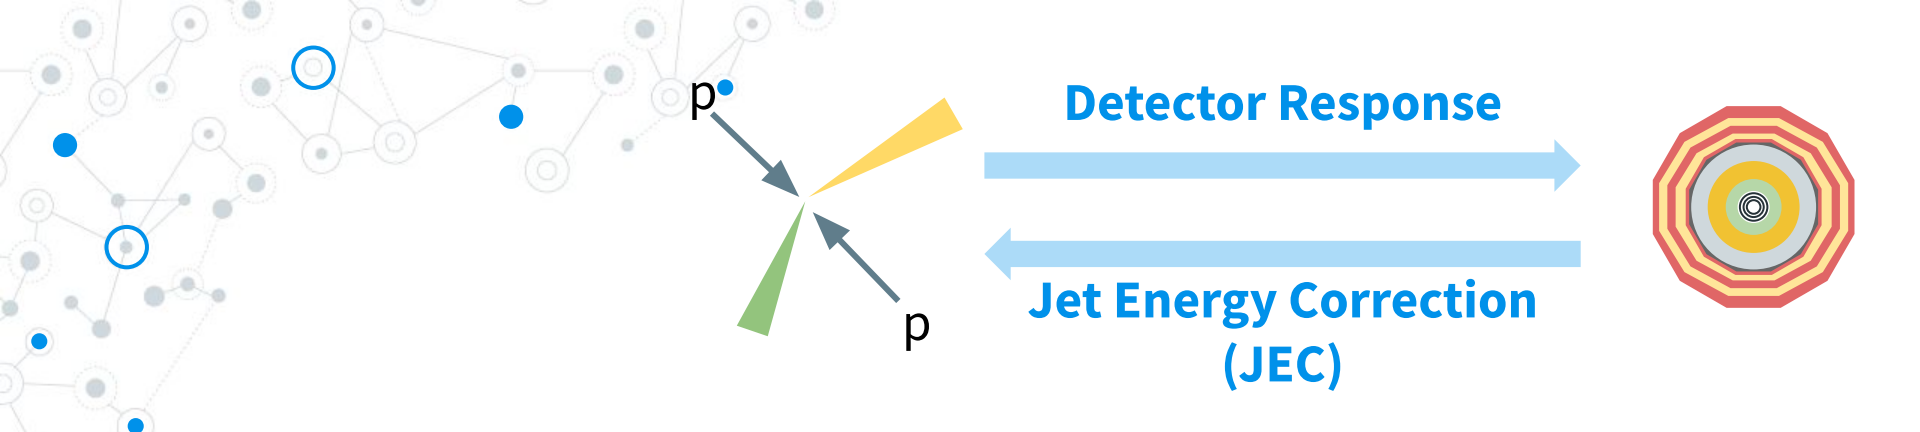 p
Detector Response
Jet Energy Correction
(JEC)
p